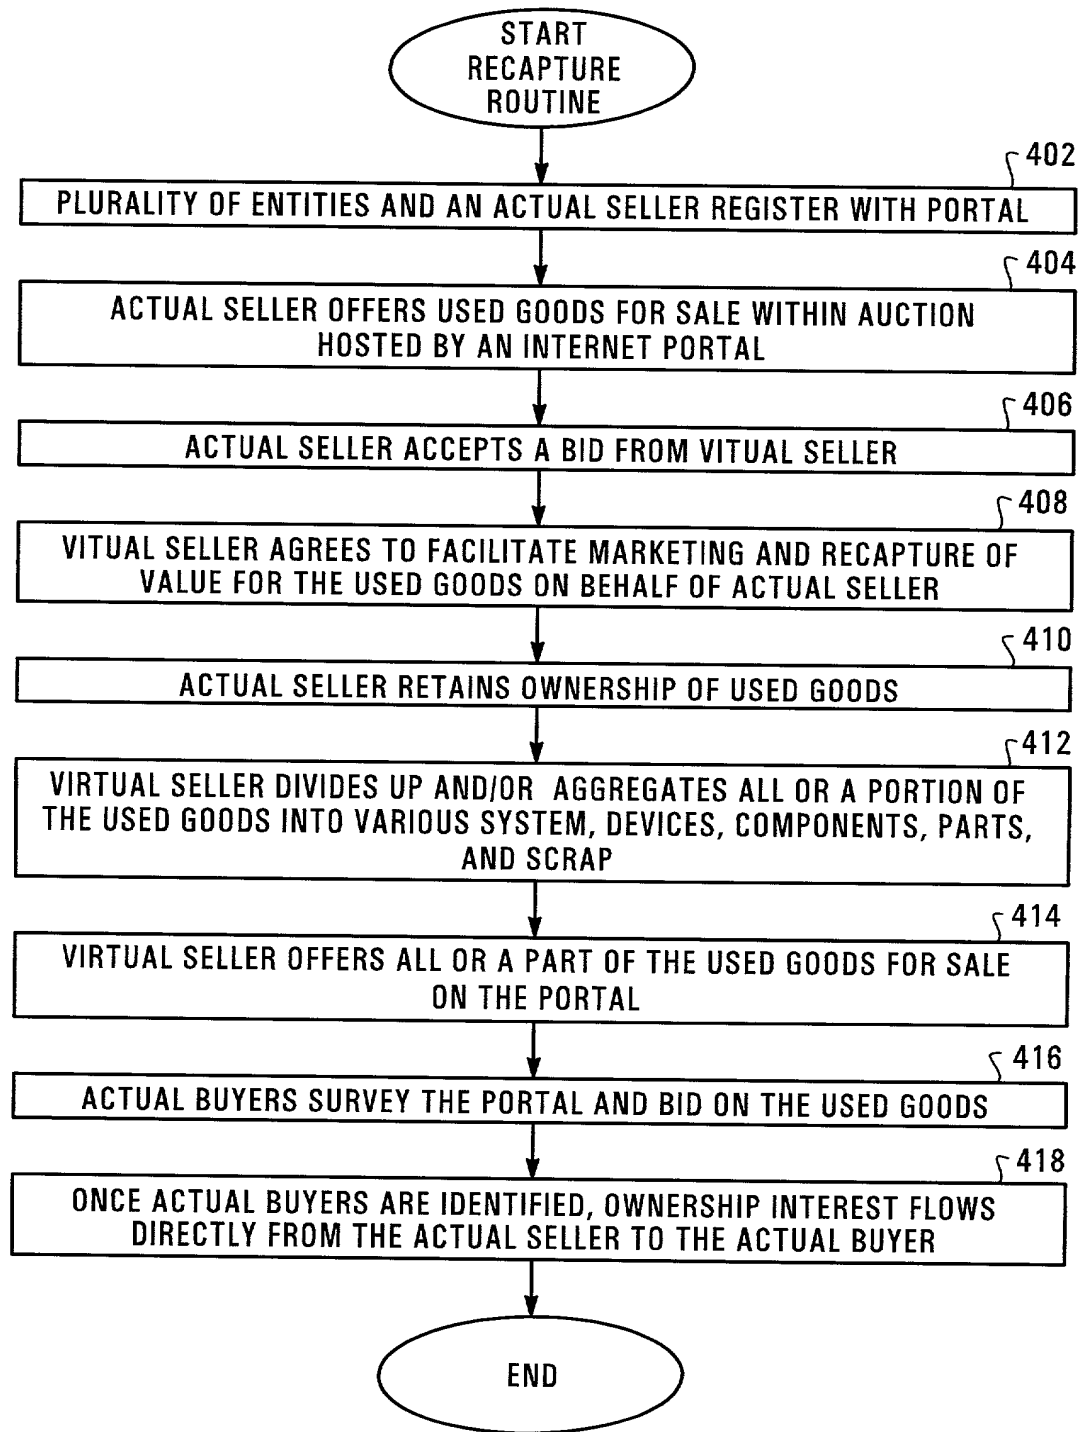 START
RECAPTURE
ROUTINE
402
PLURALITY OF ENTITIES AND AN ACTUAL SELLER REGISTER WITH PORTAL
404
ACTUAL SELLER OFFERS USED GOODS FOR SALE WITHIN AUCTION
HOSTED BY AN INTERNET PORTAL
406
ACTUAL SELLER ACCEPTS A BID FROM VITUAL SELLER
408
VITUAL SELLER AGREES TO FACILITATE MARKETING AND RECAPTURE OF
VALUE FOR THE USED GOODS ON BEHALF OF ACTUAL SELLER
410
ACTUAL SELLER RETAINS OWNERSHIP OF USED GOODS
412
VIRTUAL SELLER DIVIDES UP AND/OR AGGREGATES ALL OR A PORTION OF
THE USED GOODS INTO VARIOUS SYSTEM, DEVICES, COMPONENTS, PARTS,
AND SCRAP
414
VIRTUAL SELLER OFFERS ALL OR A PART OF THE USED GOODS FOR SALE
ON THE PORTAL
416
ACTUAL BUYERS SURVEY THE PORTAL AND BID ON THE USED GOODS
418
ONCE ACTUAL BUYERS ARE IDENTIFIED, OWNERSHIP INTEREST FLOWS
DIRECTLY FROM THE ACTUAL SELLER TO THE ACTUAL BUYER
END